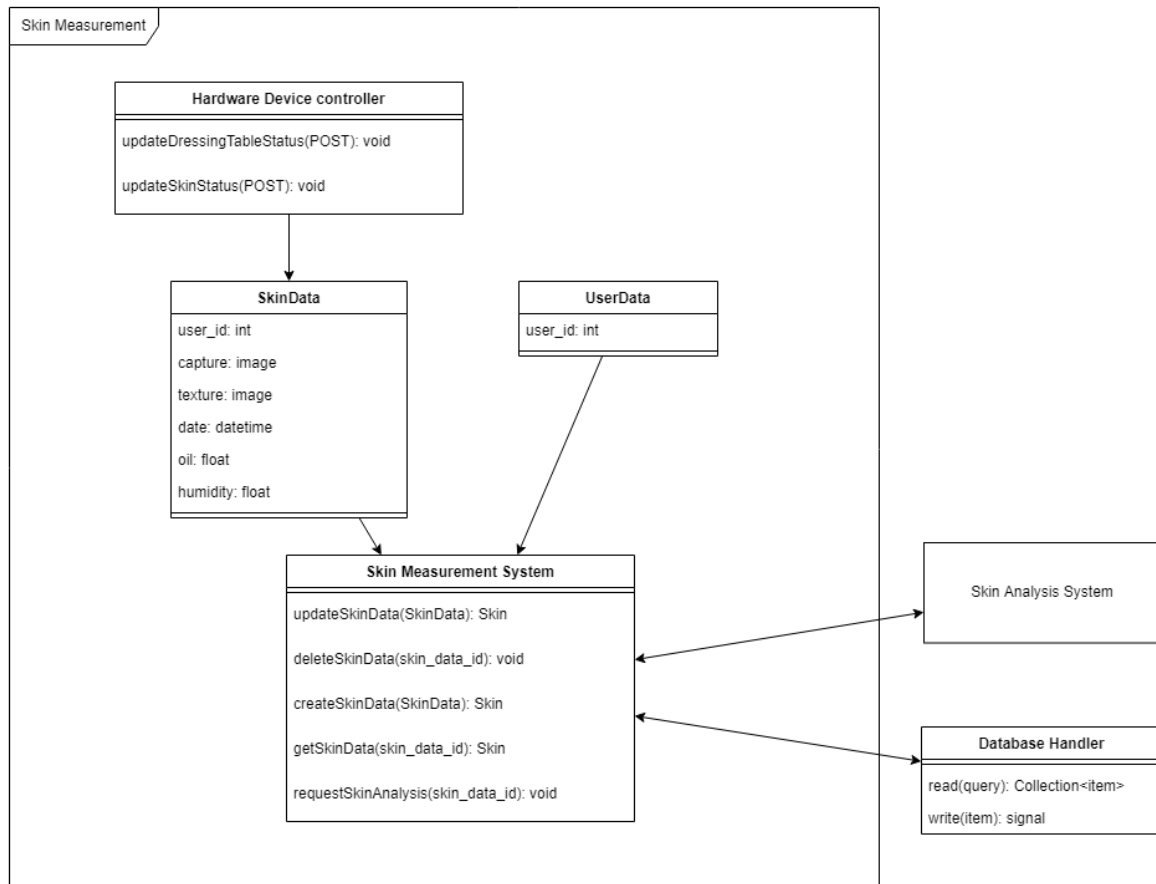 Skin Measurement
Hardware Device controller
updateDressingTableStatus(POST): void
updateSkinStatus(POST): void
SkinData
user_id: int
capture: image
texture: image
date: datetime
oil: float
humidity: float
UserData
user_id: int
Skin Measurement System
updateSkinData(SkinData): Skin
deleteSkinData(skin_data_id): void
createSkinData(SkinData): Skin
getSkinData(skin_data_id): Skin
requestSkinAnalysis(skin_data_id): void
Skin Analysis System
Database Handler
read(query): Collection<item>
write(item): signal